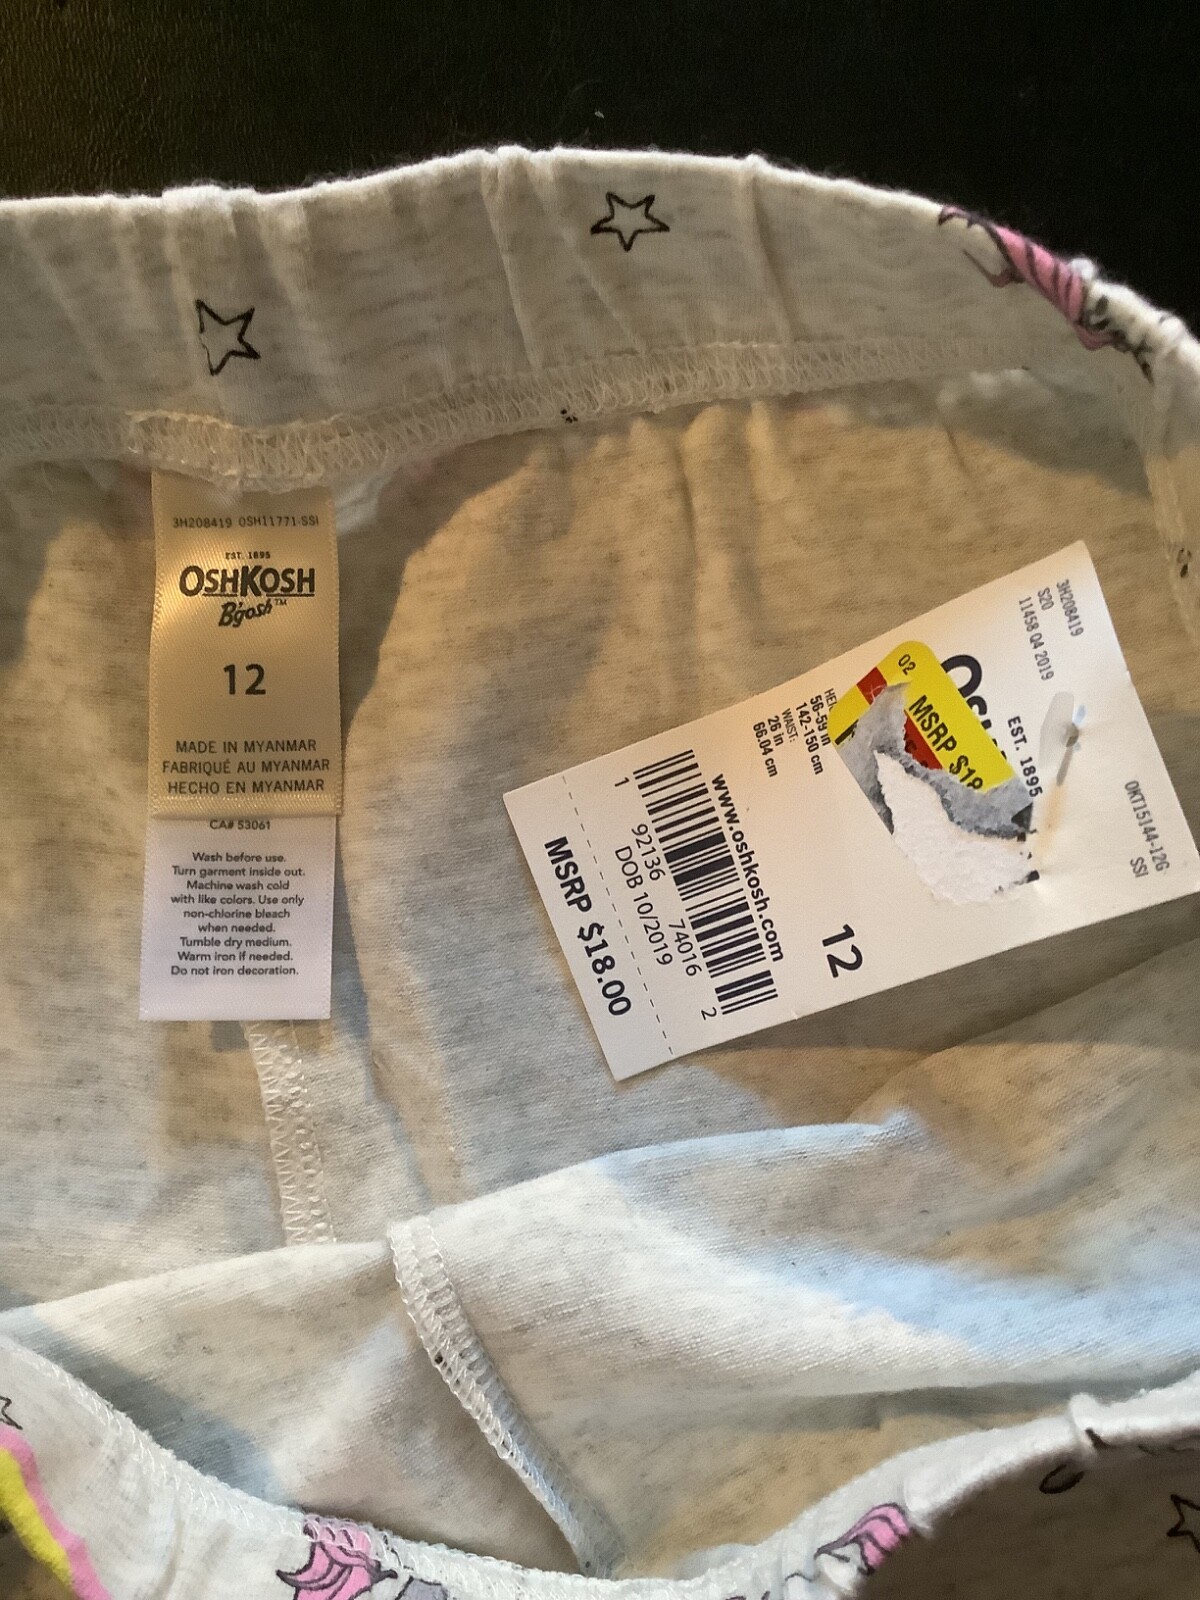 3H208419 OSHI1771-SSI
EST. 1895
OSHKOSH
B'gosh™
12
MADE IN MYANMAR
FABRIQUÉ AU MYANMAR
HECHO EN MYANMAR
CA# 53061
Wash before use.
Turn garment inside out.
Machine wash cold
with like colors. Use only
non-chlorine bleach
when needed.
Tumble dry medium.
Warm iron if needed.
Do not iron decoration.
3H208419
S20
11458 Q4 2019
OKT15144-12G
SSI
EST. 1895
02
MSRP $18
56-59 in
142-150 cm
WAIST:
26 in
66.04 cm
12
www.oshkosh.com
1 92136 74016 2
DOB 10/2019
MSRP $18.00